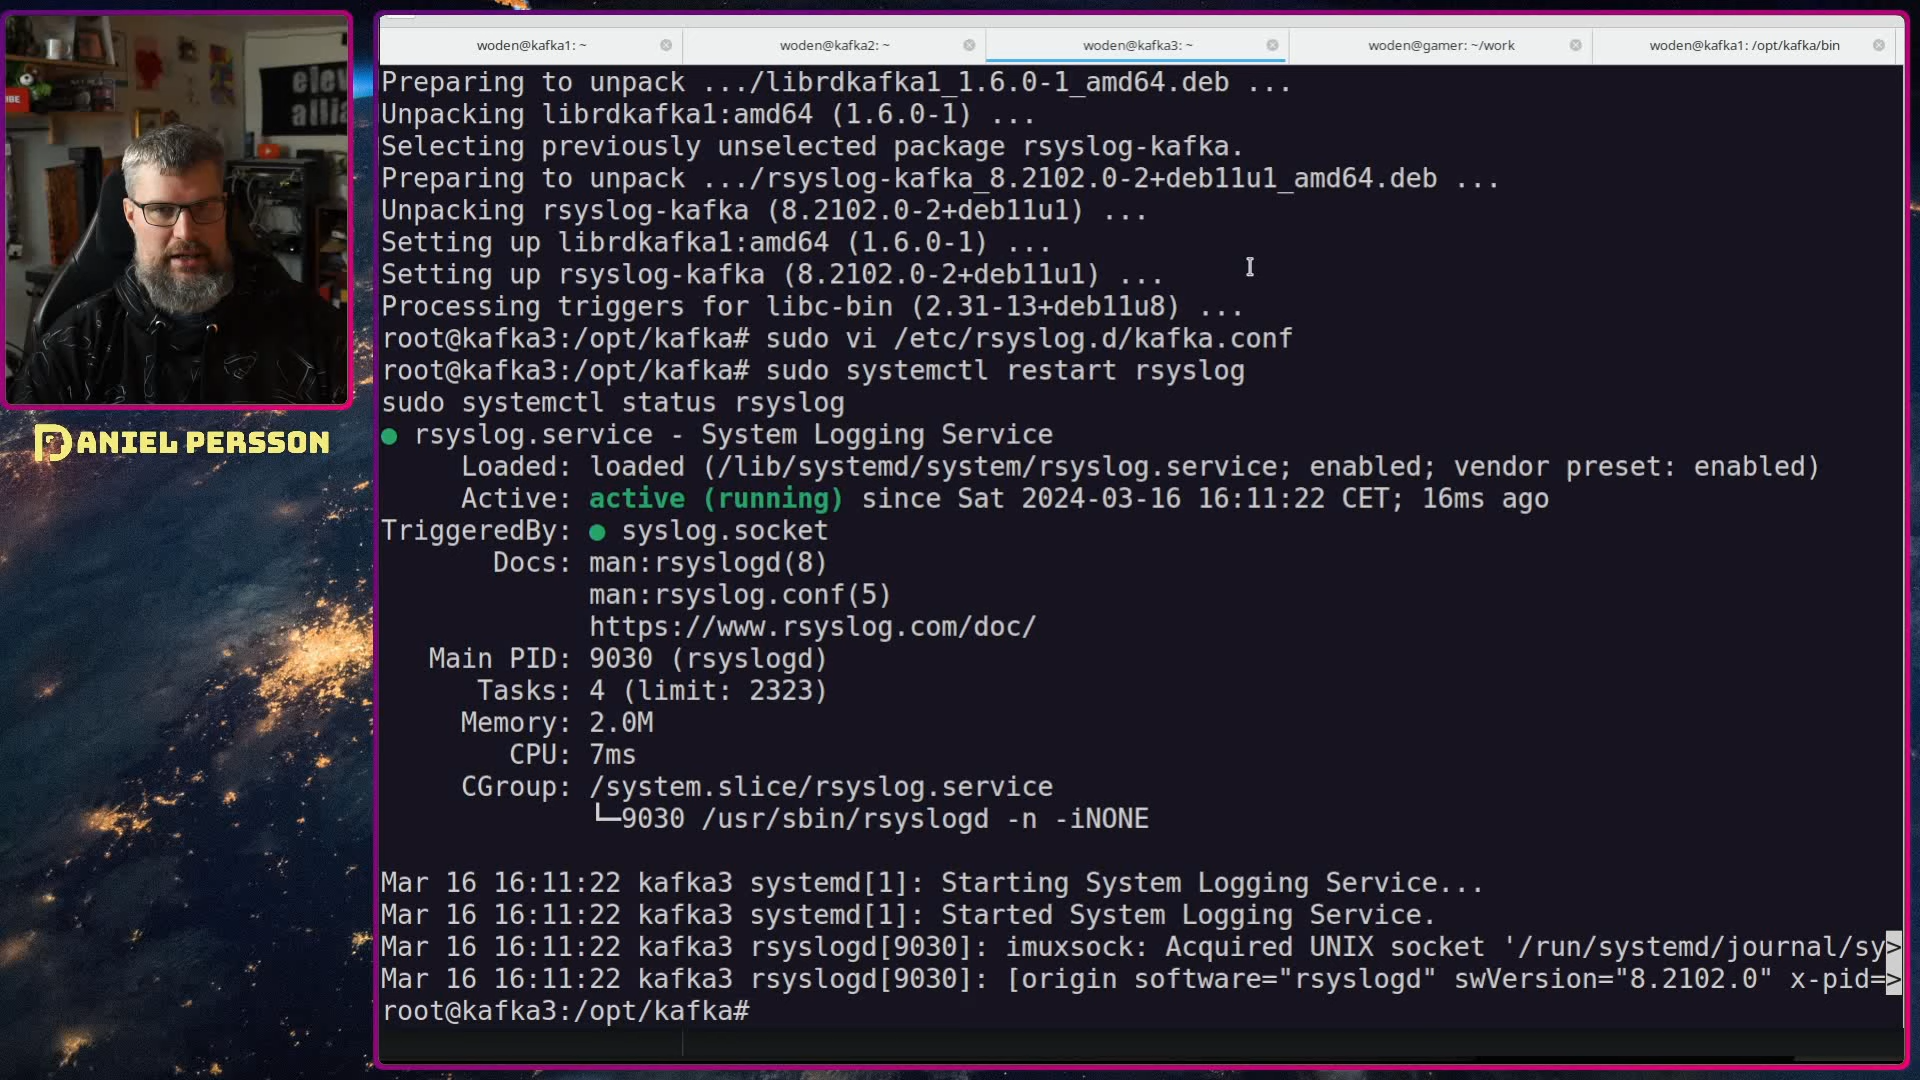 woden@kafka1: ~
woden@kafka2: ~
woden@kafka3: ~
woden@gamer: ~/work
woden@kafka1: /opt/kafka/bin
Preparing to unpack .../librdkafka1_1.6.0-1_amd64.deb ...
Unpacking librdkafka1:amd64 (1.6.0-1) ...
Selecting previously unselected package rsyslog-kafka.
Preparing to unpack .../rsyslog-kafka_8.2102.0-2+deb11u1_amd64.deb ...
Unpacking rsyslog-kafka (8.2102.0-2+deb11u1) ...
Setting up librdkafka1:amd64 (1.6.0-1) ...
Setting up rsyslog-kafka (8.2102.0-2+deb11u1) ...
Processing triggers for libc-bin (2.31-13+deb11u8) ...
root@kafka3:/opt/kafka# sudo vi /etc/rsyslog.d/kafka.conf
root@kafka3:/opt/kafka# sudo systemctl restart rsyslog
sudo systemctl status rsyslog
● rsyslog.service - System Logging Service
Loaded: loaded (/lib/systemd/system/rsyslog.service; enabled; vendor preset: enabled)
Active: active (running) since Sat 2024-03-16 16:11:22 CET; 16ms ago
TriggeredBy: ● syslog.socket
Docs: man:rsyslogd(8)
man:rsyslog.conf(5)
https://www.rsyslog.com/doc/
Main PID: 9030 (rsyslogd)
Tasks: 4 (limit: 2323)
Memory: 2.0M
CPU: 7ms
CGroup: /system.slice/rsyslog.service
└─9030 /usr/sbin/rsyslogd -n -iNONE
Mar 16 16:11:22 kafka3 systemd[1]: Starting System Logging Service...
Mar 16 16:11:22 kafka3 systemd[1]: Started System Logging Service.
Mar 16 16:11:22 kafka3 rsyslogd[9030]: imuxsock: Acquired UNIX socket '/run/systemd/journal/sy>
Mar 16 16:11:22 kafka3 rsyslogd[9030]: [origin software="rsyslogd" swVersion="8.2102.0" x-pid=>
root@kafka3:/opt/kafka#
DANIEL PERSSON